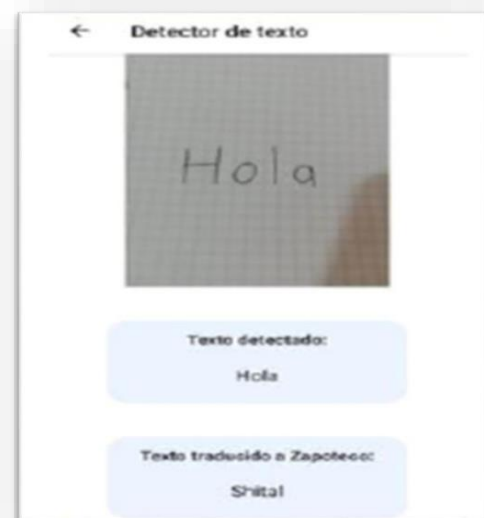 ← Detector de texto
Hola
Texto detectado:
Hola
Texto traducido a Zapoteco:
Shital